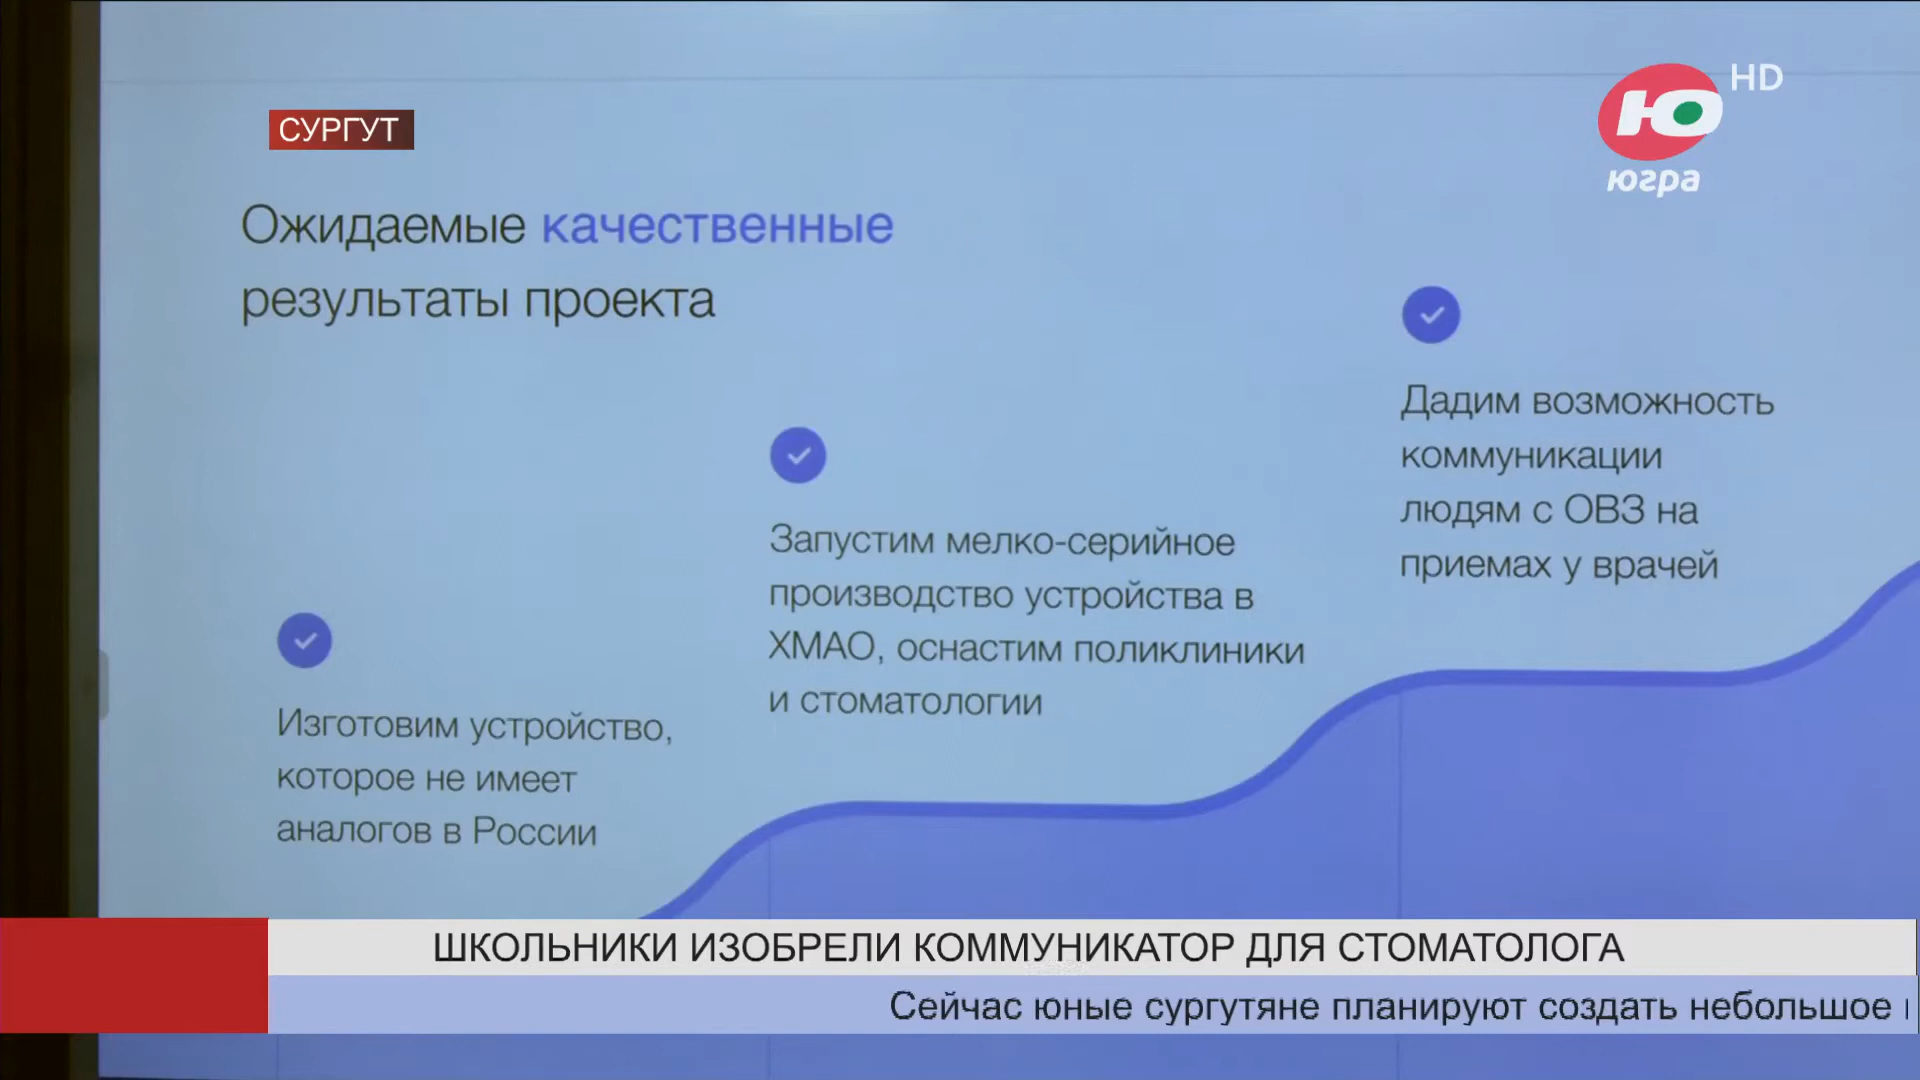 СУРГУТ
HD
Ю
югра
Ожидаемые качественные
результаты проекта
Изготовим устройство,
которое не имеет
аналогов в России
Запустим мелко-серийное
производство устройства в
ХМАО, оснастим поликлиники
и стоматологии
Дадим возможность
коммуникации
людям с ОВЗ на
приемах у врачей
ШКОЛЬНИКИ ИЗОБРЕЛИ КОММУНИКАТОР ДЛЯ СТОМАТОЛОГА
Сейчас юные сургутяне планируют создать небольшое